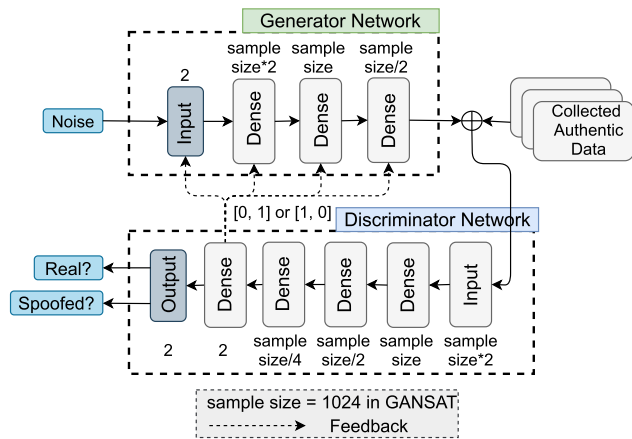 Generator Network
sample
size*2
sample
size
sample
size/2
2
Input
Dense
Dense
Dense
Noise
Collected
Authentic
Data
[0, 1] or [1, 0]
Discriminator Network
Real?
Spoofed?
Output
Dense
Dense
Dense
Dense
Input
2
2
sample
size/4
sample
size/2
sample
size
sample
size*2
sample size = 1024 in GANSAT
Feedback